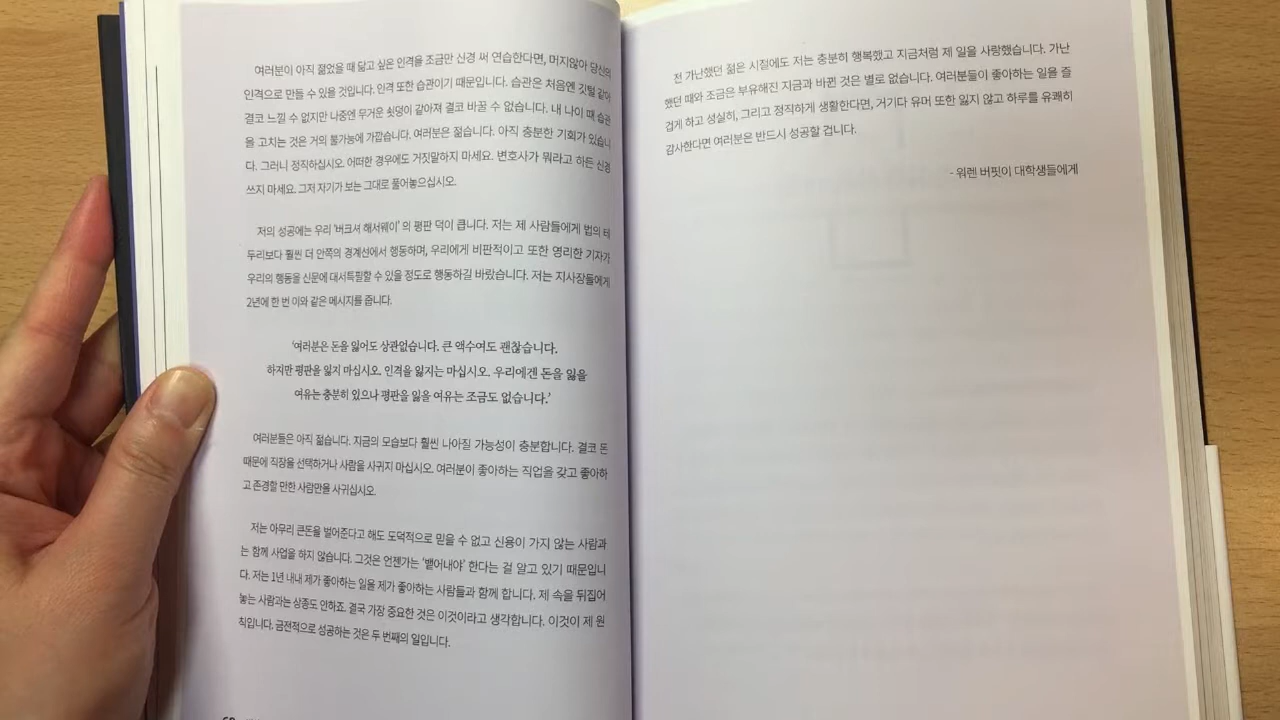 여러분이 아직 젊었을 때 닮고 싶은 인격을 조금만 신경 써 연습한다면, 머지않아 당신의
인격으로 만들 수 있을 것입니다. 인격 또한 습관이기 때문입니다. 습관은 처음엔 깃털 같아
결코 느낄 수 없지만 나중엔 무거운 쇳덩이 같아져 결코 바꿀 수 없습니다. 내 나이 때 습관
을 고치는 것은 거의 불가능에 가깝습니다. 여러분은 젊습니다. 아직 충분한 기회가 있습니
다. 그러니 정직하십시오. 어떠한 경우에도 거짓말하지 마세요. 변호사가 뭐라고 하든 신경
쓰지 마세요. 그저 자기가 보는 그대로 풀어놓으십시오.
저의 성공에는 우리 '버크셔 해서웨이' 의 평판 덕이 큽니다. 저는 제 사람들에게 법의 테
두리보다 훨씬 더 안쪽의 경계선에서 행동하며, 우리에게 비판적이고 또한 영리한 기자가
우리의 행동을 신문에 대서특필할 수 있을 정도로 행동하길 바랐습니다. 저는 지사장들에게
2년에 한 번 이와 같은 메시지를 줍니다.
'여러분은 돈을 잃어도 상관없습니다. 큰 액수여도 괜찮습니다.
하지만 평판을 잃지 마십시오. 인격을 잃지는 마십시오. 우리에겐 돈을 잃을
여유는 충분히 있으나 평판을 잃을 여유는 조금도 없습니다.'
여러분들은 아직 젊습니다. 지금의 모습보다 훨씬 나아질 가능성이 충분합니다. 결코 돈
때문에 직장을 선택하거나 사람을 사귀지 마십시오. 여러분이 좋아하는 직업을 갖고 좋아하
고 존경할 만한 사람만을 사귀십시오.
저는 아무리 큰돈을 벌어준다고 해도 도덕적으로 믿을 수 없고 신용이 가지 않는 사람과
는 함께 사업을 하지 않습니다. 그것은 언젠가는 '뱉어내야' 한다는 걸 알고 있기 때문입니
다. 저는 1년 내내 제가 좋아하는 일을 제가 좋아하는 사람들과 함께 합니다. 제 속을 뒤집어
놓는 사람과는 상종도 안하죠. 결국 가장 중요한 것은 이것이라고 생각합니다. 이것이 제 원
칙입니다. 금전적으로 성공하는 것은 두 번째의 일입니다.
전 가난했던 젊은 시절에도 저는 충분히 행복했고 지금처럼 제 일을 사랑했습니다. 가난
했던 때와 조금은 부유해진 지금과 바뀐 것은 별로 없습니다. 여러분들이 좋아하는 일을 즐
겁게 하고 성실히, 그리고 정직하게 생활한다면, 거기다 유머 또한 잃지 않고 하루를 유쾌히
감사한다면 여러분은 반드시 성공할 겁니다.
- 워렌 버핏이 대학생들에게